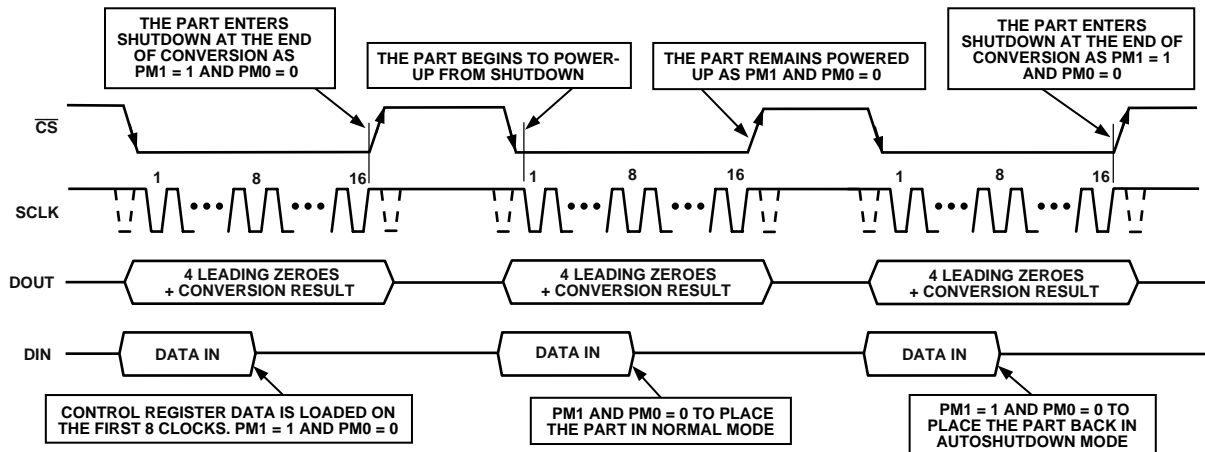 THE PART ENTERS
SHUTDOWN AT THE END
OF CONVERSION AS
PM1 = 1 AND PM0 = 0
THE PART BEGINS TO POWER-
UP FROM SHUTDOWN
THE PART REMAINS POWERED
UP AS PM1 AND PM0 = 0
THE PART ENTERS
SHUTDOWN AT THE END OF
CONVERSION AS PM1 = 1
AND PM0 = 0
CS
1 8 16 1 8 16 1 8 16
SCLK
DOUT
4 LEADING ZEROES
+ CONVERSION RESULT
4 LEADING ZEROES
+ CONVERSION RESULT
4 LEADING ZEROES
+ CONVERSION RESULT
DIN
DATA IN
DATA IN
DATA IN
CONTROL REGISTER DATA IS LOADED ON
THE FIRST 8 CLOCKS. PM1 = 1 AND PM0 = 0
PM1 AND PM0 = 0 TO PLACE
THE PART IN NORMAL MODE
PM1 = 1 AND PM0 = 0 TO
PLACE THE PART BACK IN
AUTOSHUTDOWN MODE